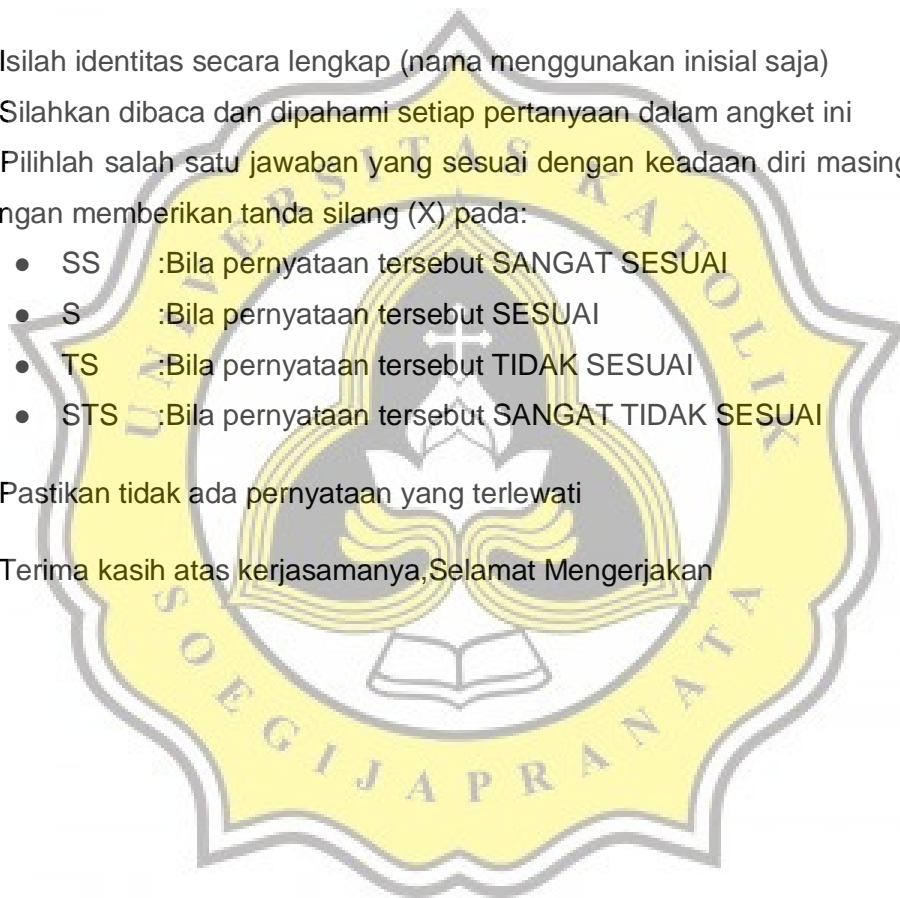 Isilah identitas secara lengkap (nama menggunakan inisial saja)
Silahkan dibaca dan dipahami setiap pertanyaan dalam angket ini
Pilihlah salah satu jawaban yang sesuai dengan keadaan diri masing
ngan memberikan tanda silang (X) pada:
● SS :Bila pernyataan tersebut SANGAT SESUAI
● S :Bila pernyataan tersebut SESUAI
● TS :Bila pernyataan tersebut TIDAK SESUAI
● STS :Bila pernyataan tersebut SANGAT TIDAK SESUAI
Pastikan tidak ada pernyataan yang terlewati
Terima kasih atas kerjasamanya,Selamat Mengerjakan
UNIVERSITAS KATOLIK
SOEGIJAPRANATA